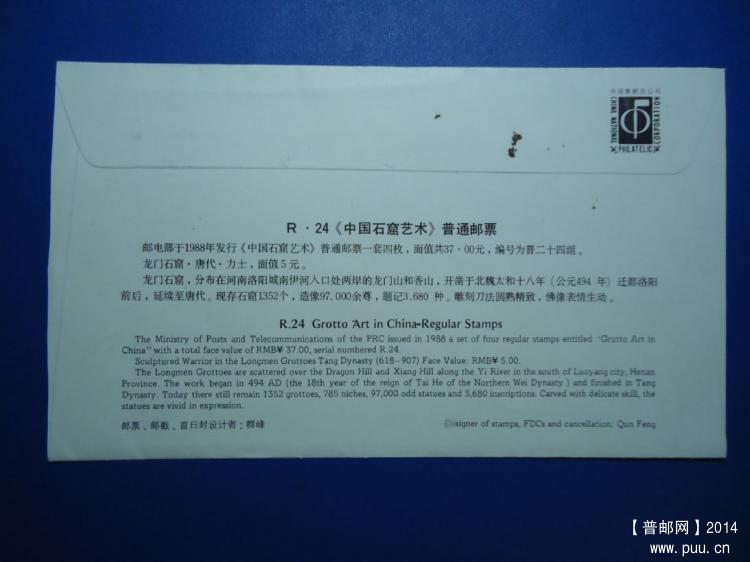 中国集邮总公司
CHINA NATIONAL
PHILATELIC
CORPORATION
R·24《中国石窟艺术》普通邮票
邮电部于1988年发行《中国石窟艺术》普通邮票一套四枚，面值共37·00元，编号为普二十四组。
龙门石窟·唐代·力士，面值5元。
龙门石窟，分布在河南洛阳城南伊河入口处两岸的龙门山和香山，开凿于北魏太和十八年（公元494 年）迁都洛阳
前后，延续至唐代。现存石窟1352个，造像97.000余尊，题记3.680 种。雕刻刀法圆熟精致，佛像表情生动。
R.24 Grotto Art in China-Regular Stamps
The Ministry of Posts and Telecommunications of the PRC issued in 1988 a set of four regular stamps entitled "Grotto Art in
China" with a total face value of RMB¥ 37.00, serial numbered R.24.
Sculptured Warrior in the Longmen Grottoes Tang Dynasty (618-907) Face Value: RMB¥ 5.00.
The Longmen Grottoes are scattered over the Dragon Hill and Xiang Hill along the Yi River in the south of Luoyang city, Henan
Province. The work began in 494 AD (the 18th year of the reign of Tai He of the Northern Wei Dynasty ) and finished in Tang
Dynasty. Today there still remain 1352 grottoes, 785 niches, 97,000 odd statues and 3,680 inscriptions. Carved with delicate skill, the
statues are vivid in expression.
邮票、邮戳、首日封设计者：群峰
Designer of stamps, FDCs and cancellation: Qun Feng
【普邮网】2014
www.puu.cn